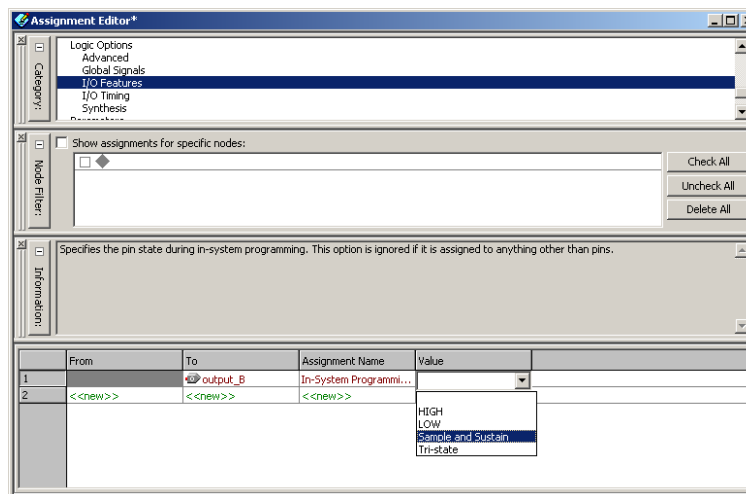 Assignment Editor*
Category:
Logic Options
Advanced
Global Signals
I/O Features
I/O Timing
Synthesis
Parameters
Node Filter:
Show assignments for specific nodes:
Check All
Uncheck All
Delete All
Information:
Specifies the pin state during in-system programming. This option is ignored if it is assigned to anything other than pins.
From To Assignment Name Value
1 output_B In-System Programmi...
2 <<new>> <<new>> <<new>>
HIGH
LOW
Sample and Sustain
Tri-state